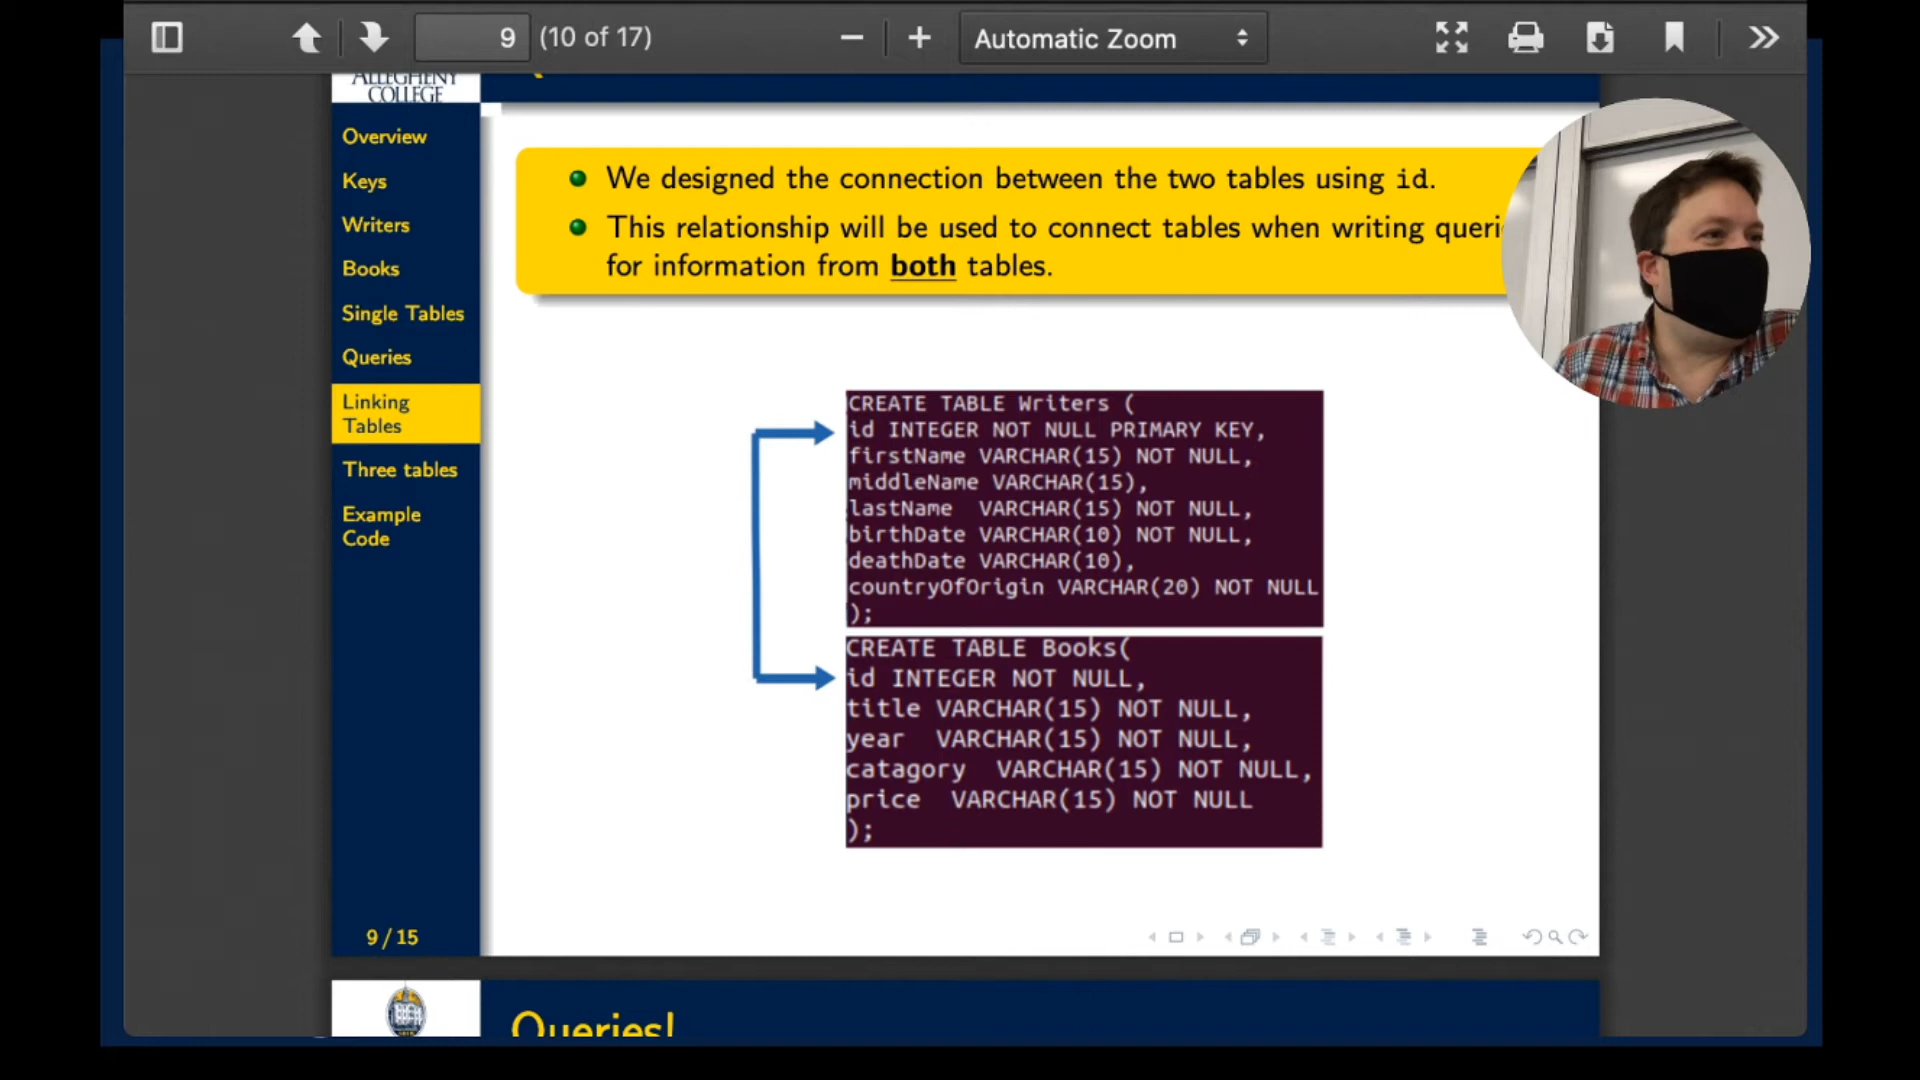 9 (10 of 17)
Automatic Zoom
ALLEGHENY
COLLEGE
Overview
Keys
Writers
Books
Single Tables
Queries
Linking
Tables
Three tables
Example
Code
9 / 15
We designed the connection between the two tables using id.
This relationship will be used to connect tables when writing queri
for information from both tables.
CREATE TABLE Writers (
id INTEGER NOT NULL PRIMARY KEY,
firstName VARCHAR(15) NOT NULL,
middleName VARCHAR(15),
lastName VARCHAR(15) NOT NULL,
birthDate VARCHAR(10) NOT NULL,
deathDate VARCHAR(10),
countryOfOrigin VARCHAR(20) NOT NULL
);
CREATE TABLE Books(
id INTEGER NOT NULL,
title VARCHAR(15) NOT NULL,
year VARCHAR(15) NOT NULL,
catagory VARCHAR(15) NOT NULL,
price VARCHAR(15) NOT NULL
);
Queries!